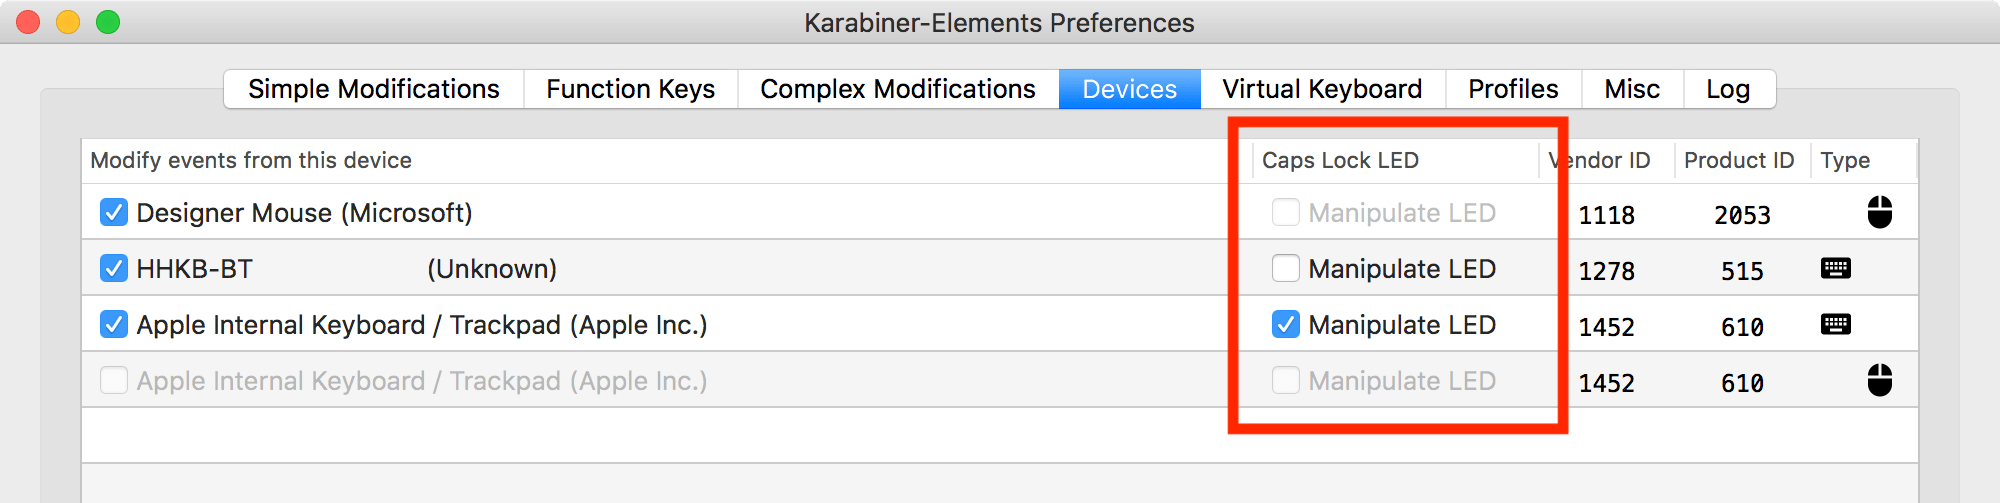 Karabiner-Elements Preferences
Simple Modifications Function Keys Complex Modifications Devices Virtual Keyboard Profiles Misc Log
Modify events from this device Caps Lock LED Vendor ID Product ID Type
Designer Mouse (Microsoft) Manipulate LED 1118 2053
HHKB-BT (Unknown) Manipulate LED 1278 515
Apple Internal Keyboard / Trackpad (Apple Inc.) Manipulate LED 1452 610
Apple Internal Keyboard / Trackpad (Apple Inc.) Manipulate LED 1452 610